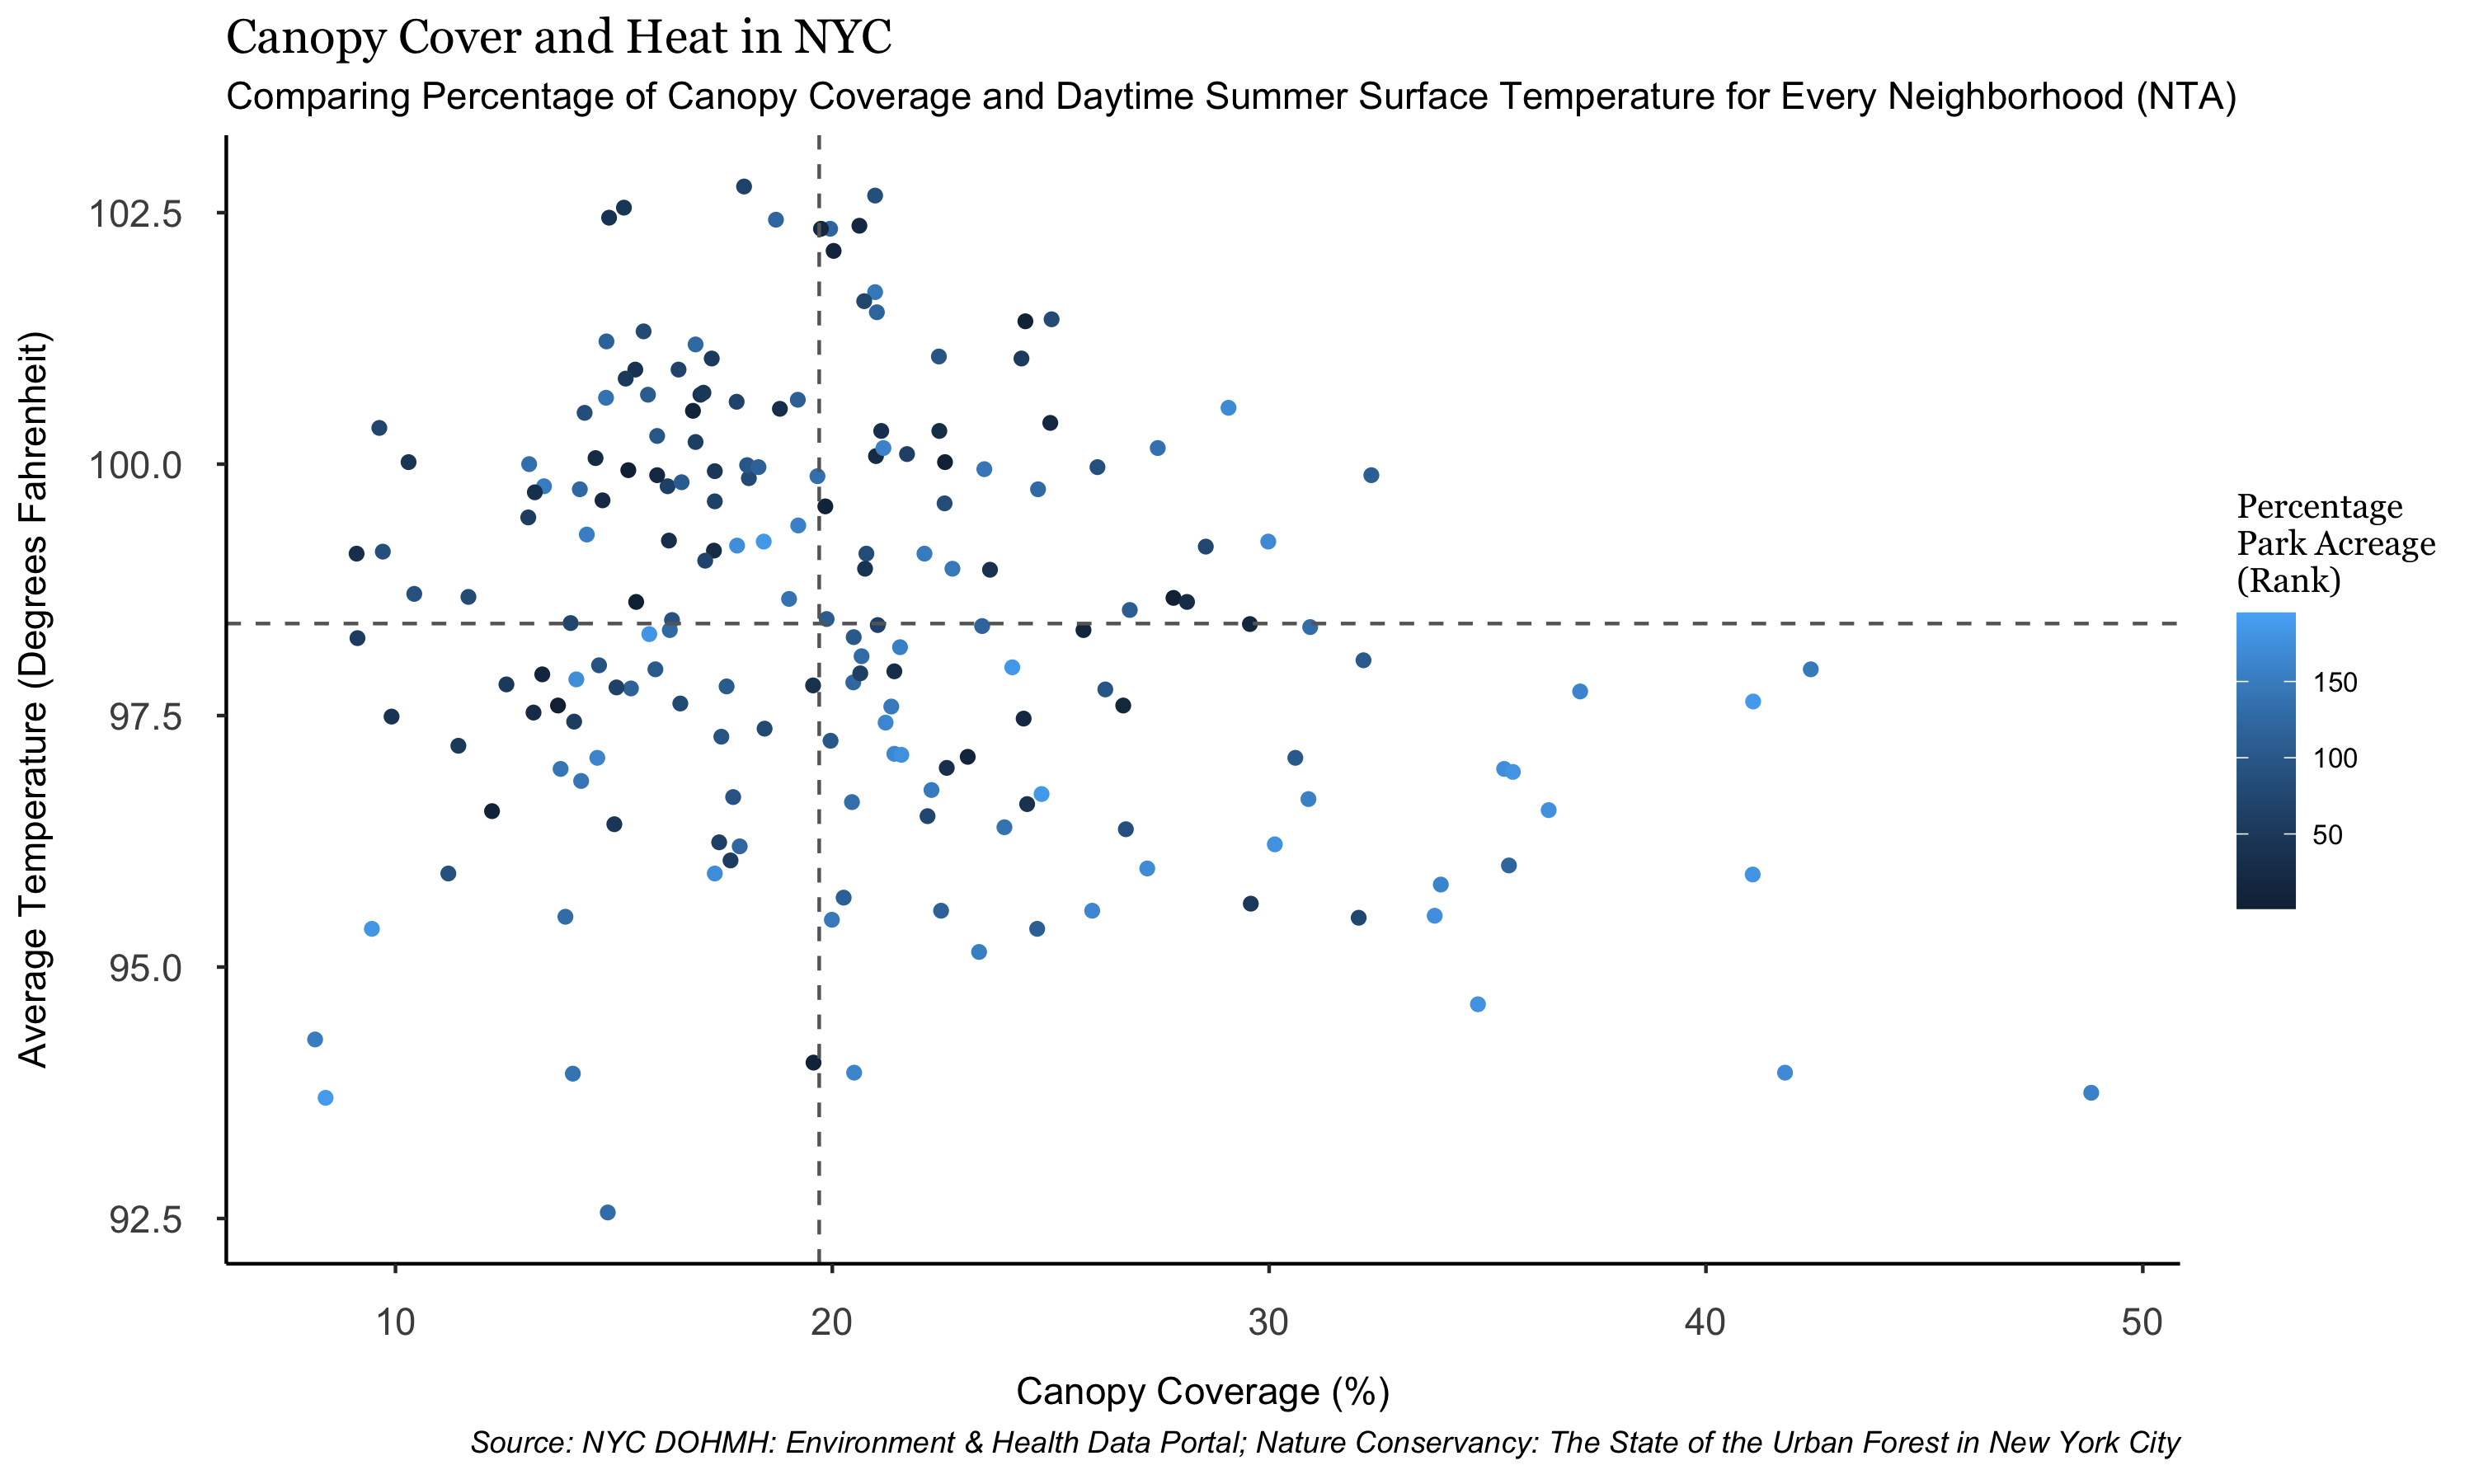 Canopy Cover and Heat in NYC
Comparing Percentage of Canopy Coverage and Daytime Summer Surface Temperature for Every Neighborhood (NTA)
Average Temperature (Degrees Fahrenheit)
102.5
100.0
97.5
95.0
92.5
10 20 30 40 50
Canopy Coverage (%)
Percentage
Park Acreage
(Rank)
150
100
50
Source: NYC DOHMH: Environment & Health Data Portal; Nature Conservancy: The State of the Urban Forest in New York City